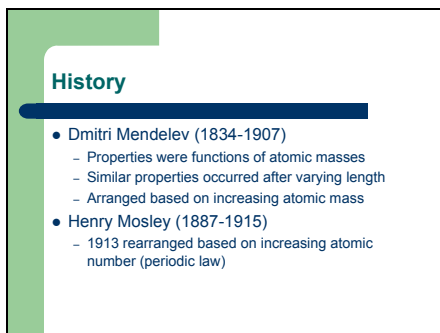 History
● Dmitri Mendelev (1834-1907)
– Properties were functions of atomic masses
– Similar properties occurred after varying length
– Arranged based on increasing atomic mass
● Henry Mosley (1887-1915)
– 1913 rearranged based on increasing atomic
number (periodic law)